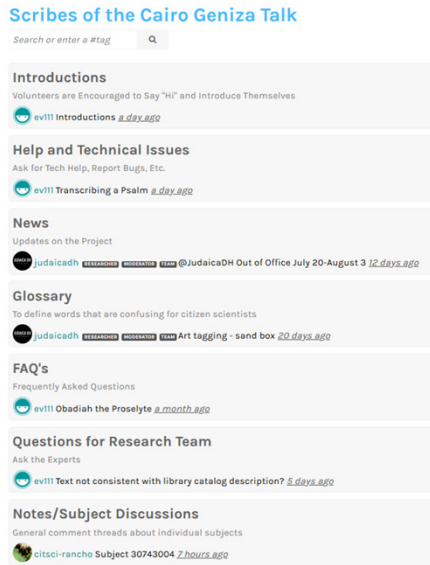 Scribes of the Cairo Geniza Talk
Search or enter a #tag
Introductions
Volunteers are Encouraged to Say "Hi" and Introduce Themselves
ev111 Introductions a day ago
Help and Technical Issues
Ask for Tech Help, Report Bugs, Etc.
ev111 Transcribing a Psalm a day ago
News
Updates on the Project
judaicadh RESEARCHER MODERATOR TEAM @JudaicaDH Out of Office July 20-August 3 12 days ago
Glossary
To define words that are confusing for citizen scientists
judaicadh RESEARCHER MODERATOR TEAM Art tagging - sand box 20 days ago
FAQ's
Frequently Asked Questions
ev111 Obadiah the Proselyte a month ago
Questions for Research Team
Ask the Experts
ev111 Text not consistent with library catalog description? 5 days ago
Notes/Subject Discussions
General comment threads about individual subjects
citsci-rancho Subject 30743004 7 hours ago